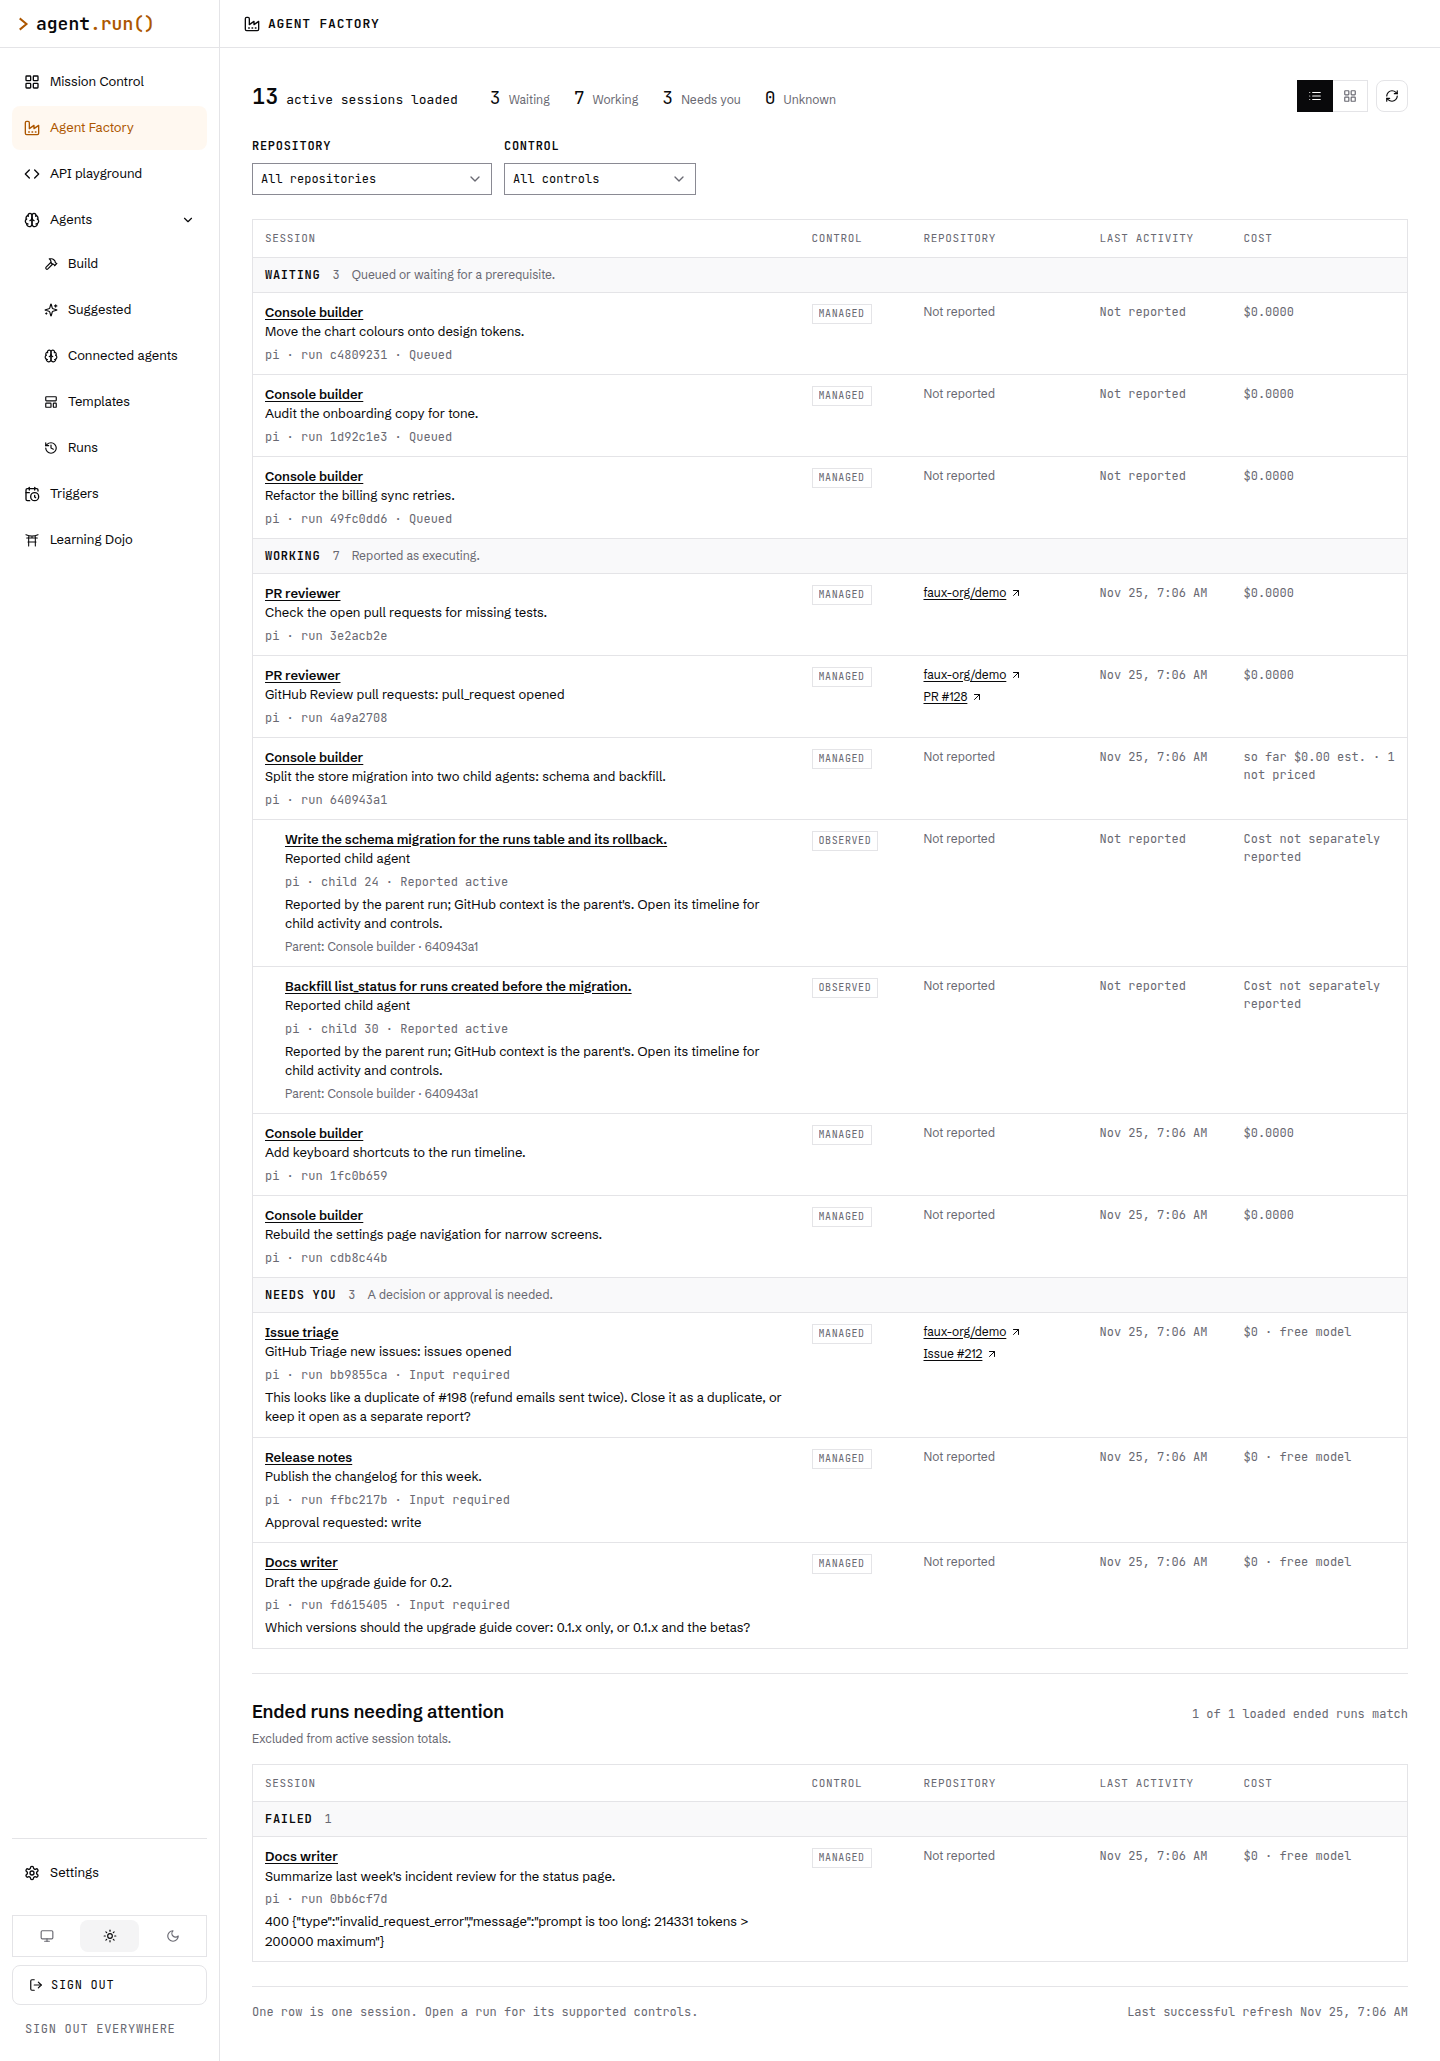 agent.run()
AGENT FACTORY
Mission Control
Agent Factory
API playground
Agents
Build
Suggested
Connected agents
Templates
Runs
Triggers
Learning Dojo
13 active sessions loaded 3 Waiting 7 Working 3 Needs you 0 Unknown
REPOSITORY CONTROL
All repositories All controls
SESSION CONTROL REPOSITORY LAST ACTIVITY COST
WAITING 3 Queued or waiting for a prerequisite.
Console builder MANAGED Not reported Not reported $0.0000
Move the chart colours onto design tokens.
pi · run c4809231 · Queued
Console builder MANAGED Not reported Not reported $0.0000
Audit the onboarding copy for tone.
pi · run 1d92c1e3 · Queued
Console builder MANAGED Not reported Not reported $0.0000
Refactor the billing sync retries.
pi · run 49fc0dd6 · Queued
WORKING 7 Reported as executing.
PR reviewer MANAGED faux-org/demo Nov 25, 7:06 AM $0.0000
Check the open pull requests for missing tests.
pi · run 3e2acb2e
PR reviewer MANAGED faux-org/demo Nov 25, 7:06 AM $0.0000
GitHub Review pull requests: pull_request opened PR #128
pi · run 4a9a2708
Console builder MANAGED Not reported Nov 25, 7:06 AM so far $0.00 est. · 1
Split the store migration into two child agents: schema and backfill. not priced
pi · run 640943a1
Write the schema migration for the runs table and its rollback. OBSERVED Not reported Not reported Cost not separately
Reported child agent reported
pi · child 24 · Reported active
Reported by the parent run; GitHub context is the parent's. Open its timeline for
child activity and controls.
Parent: Console builder · 640943a1
Backfill list_status for runs created before the migration. OBSERVED Not reported Not reported Cost not separately
Reported child agent reported
pi · child 30 · Reported active
Reported by the parent run; GitHub context is the parent's. Open its timeline for
child activity and controls.
Parent: Console builder · 640943a1
Console builder MANAGED Not reported Nov 25, 7:06 AM $0.0000
Add keyboard shortcuts to the run timeline.
pi · run 1fc0b659
Console builder MANAGED Not reported Nov 25, 7:06 AM $0.0000
Rebuild the settings page navigation for narrow screens.
pi · run cdb8c44b
NEEDS YOU 3 A decision or approval is needed.
Issue triage MANAGED faux-org/demo Nov 25, 7:06 AM $0 · free model
GitHub Triage new issues: issues opened Issue #212
pi · run bb9855ca · Input required
This looks like a duplicate of #198 (refund emails sent twice). Close it as a duplicate, or
keep it open as a separate report?
Release notes MANAGED Not reported Nov 25, 7:06 AM $0 · free model
Publish the changelog for this week.
pi · run ffbc217b · Input required
Approval requested: write
Docs writer MANAGED Not reported Nov 25, 7:06 AM $0 · free model
Draft the upgrade guide for 0.2.
pi · run fd615405 · Input required
Which versions should the upgrade guide cover: 0.1.x only, or 0.1.x and the betas?
Ended runs needing attention 1 of 1 loaded ended runs match
Excluded from active session totals.
SESSION CONTROL REPOSITORY LAST ACTIVITY COST
FAILED 1
Docs writer MANAGED Not reported Nov 25, 7:06 AM $0 · free model
Summarize last week's incident review for the status page.
pi · run 0bb6cf7d
400 {"type":"invalid_request_error","message":"prompt is too long: 214331 tokens >
200000 maximum"}
One row is one session. Open a run for its supported controls. Last successful refresh Nov 25, 7:06 AM
Settings
SIGN OUT
SIGN OUT EVERYWHERE